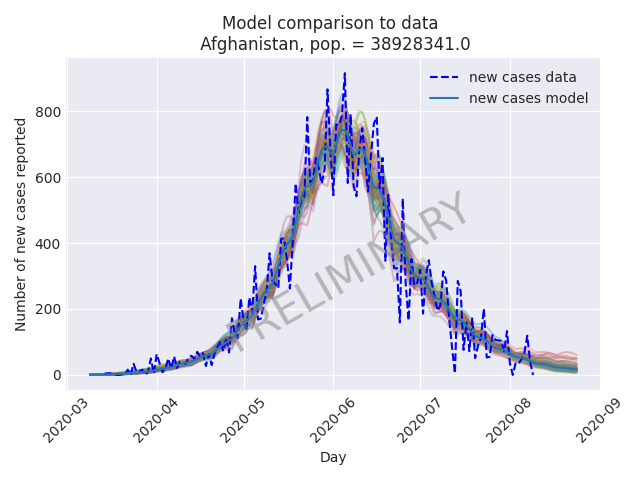 Model comparison to data
Afghanistan, pop. = 38928341.0
new cases data
new cases model
Number of new cases reported
800
600
400
200
0
PRELIMINARY
2020-03
2020-04
2020-05
2020-06
2020-07
2020-08
2020-09
Day